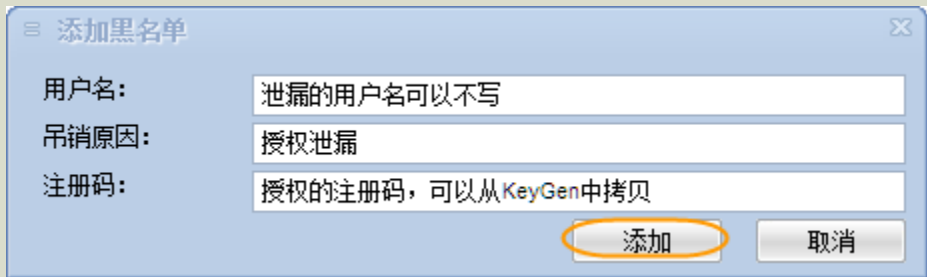 添加黑名单
用户名: 泄漏的用户名可以不写
吊销原因: 授权泄漏
注册码: 授权的注册码，可以从KeyGen中拷贝
添加 取消